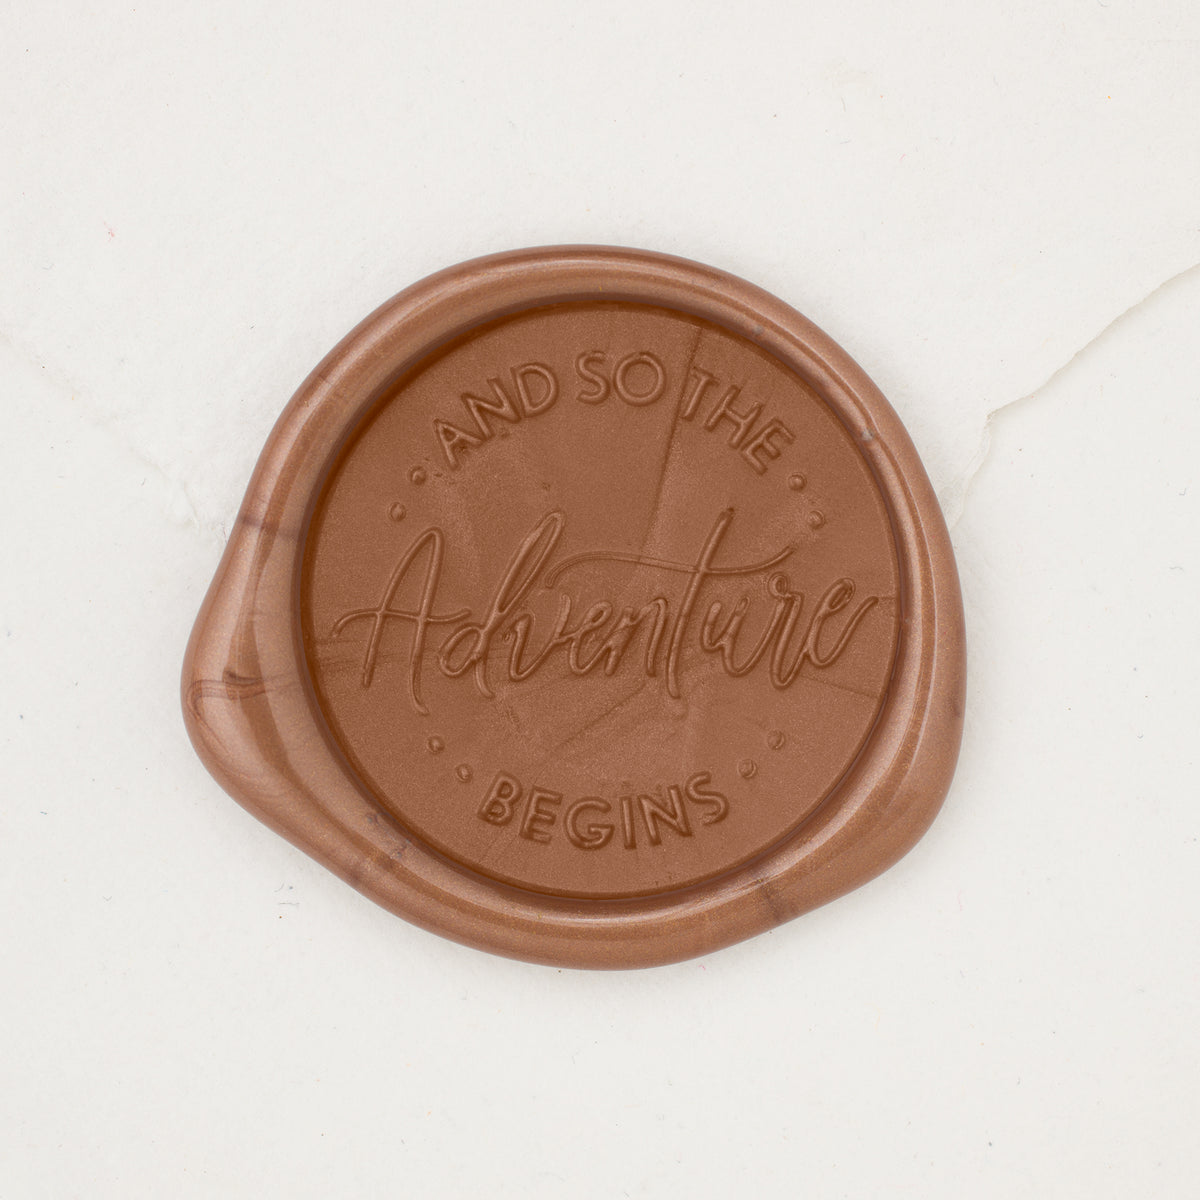 AND SO THE
Adventure
BEGINS